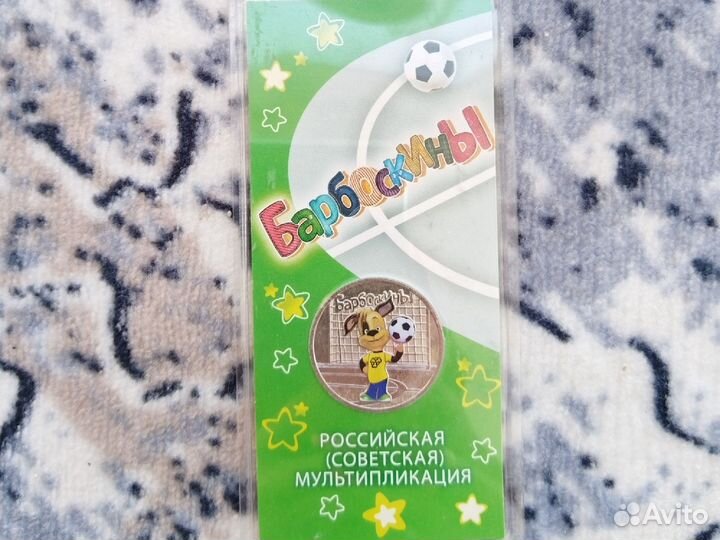 Барбоскины
Барбоскины
РОССИЙСКАЯ
(СОВЕТСКАЯ)
МУЛЬТИПЛИКАЦИЯ
Avito